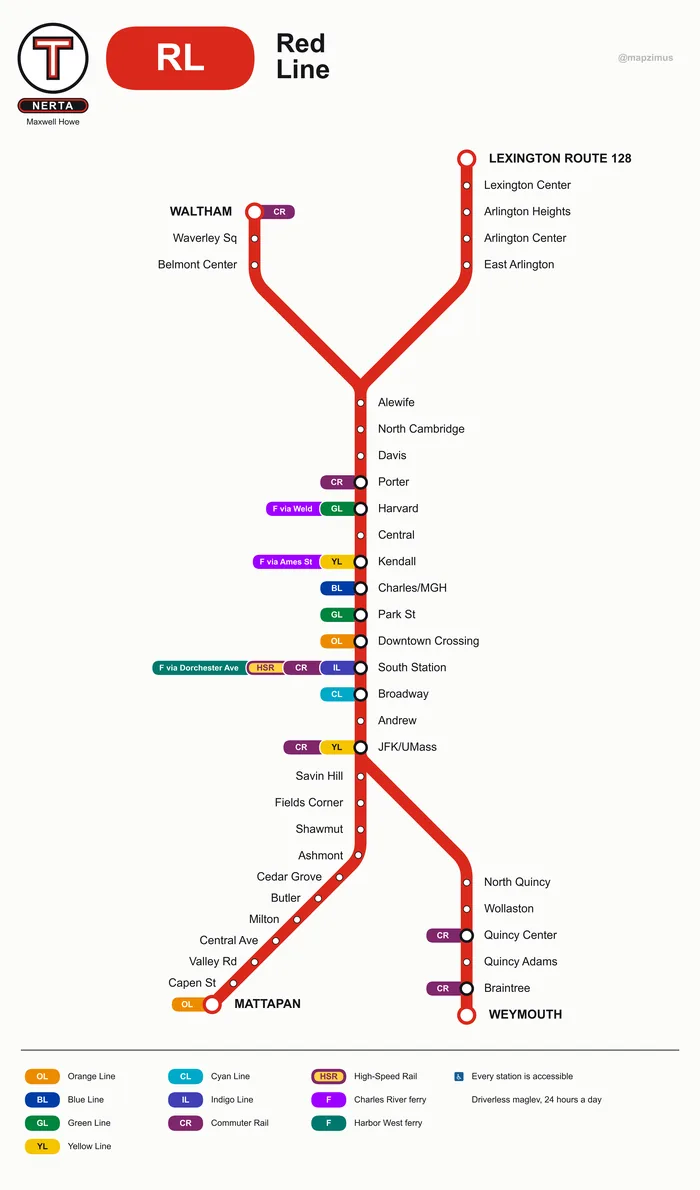 T
NERTA
Maxwell Howe
RL
Red
Line
@mapzimus
LEXINGTON ROUTE 128
Lexington Center
WALTHAM CR
Arlington Heights
Waverley Sq
Arlington Center
Belmont Center
East Arlington
Alewife
North Cambridge
Davis
CR Porter
F via Weld GL Harvard
Central
F via Ames St YL Kendall
BL Charles/MGH
GL Park St
OL Downtown Crossing
F via Dorchester Ave HSR CR IL South Station
CL Broadway
Andrew
CR YL JFK/UMass
Savin Hill
Fields Corner
Shawmut
Ashmont
Cedar Grove
Butler
Milton
Central Ave
Valley Rd
Capen St
OL MATTAPAN
North Quincy
Wollaston
CR Quincy Center
Quincy Adams
CR Braintree
WEYMOUTH
OL Orange Line
BL Blue Line
GL Green Line
YL Yellow Line
CL Cyan Line
IL Indigo Line
CR Commuter Rail
HSR High-Speed Rail
F Charles River ferry
F Harbor West ferry
Every station is accessible
Driverless maglev, 24 hours a day